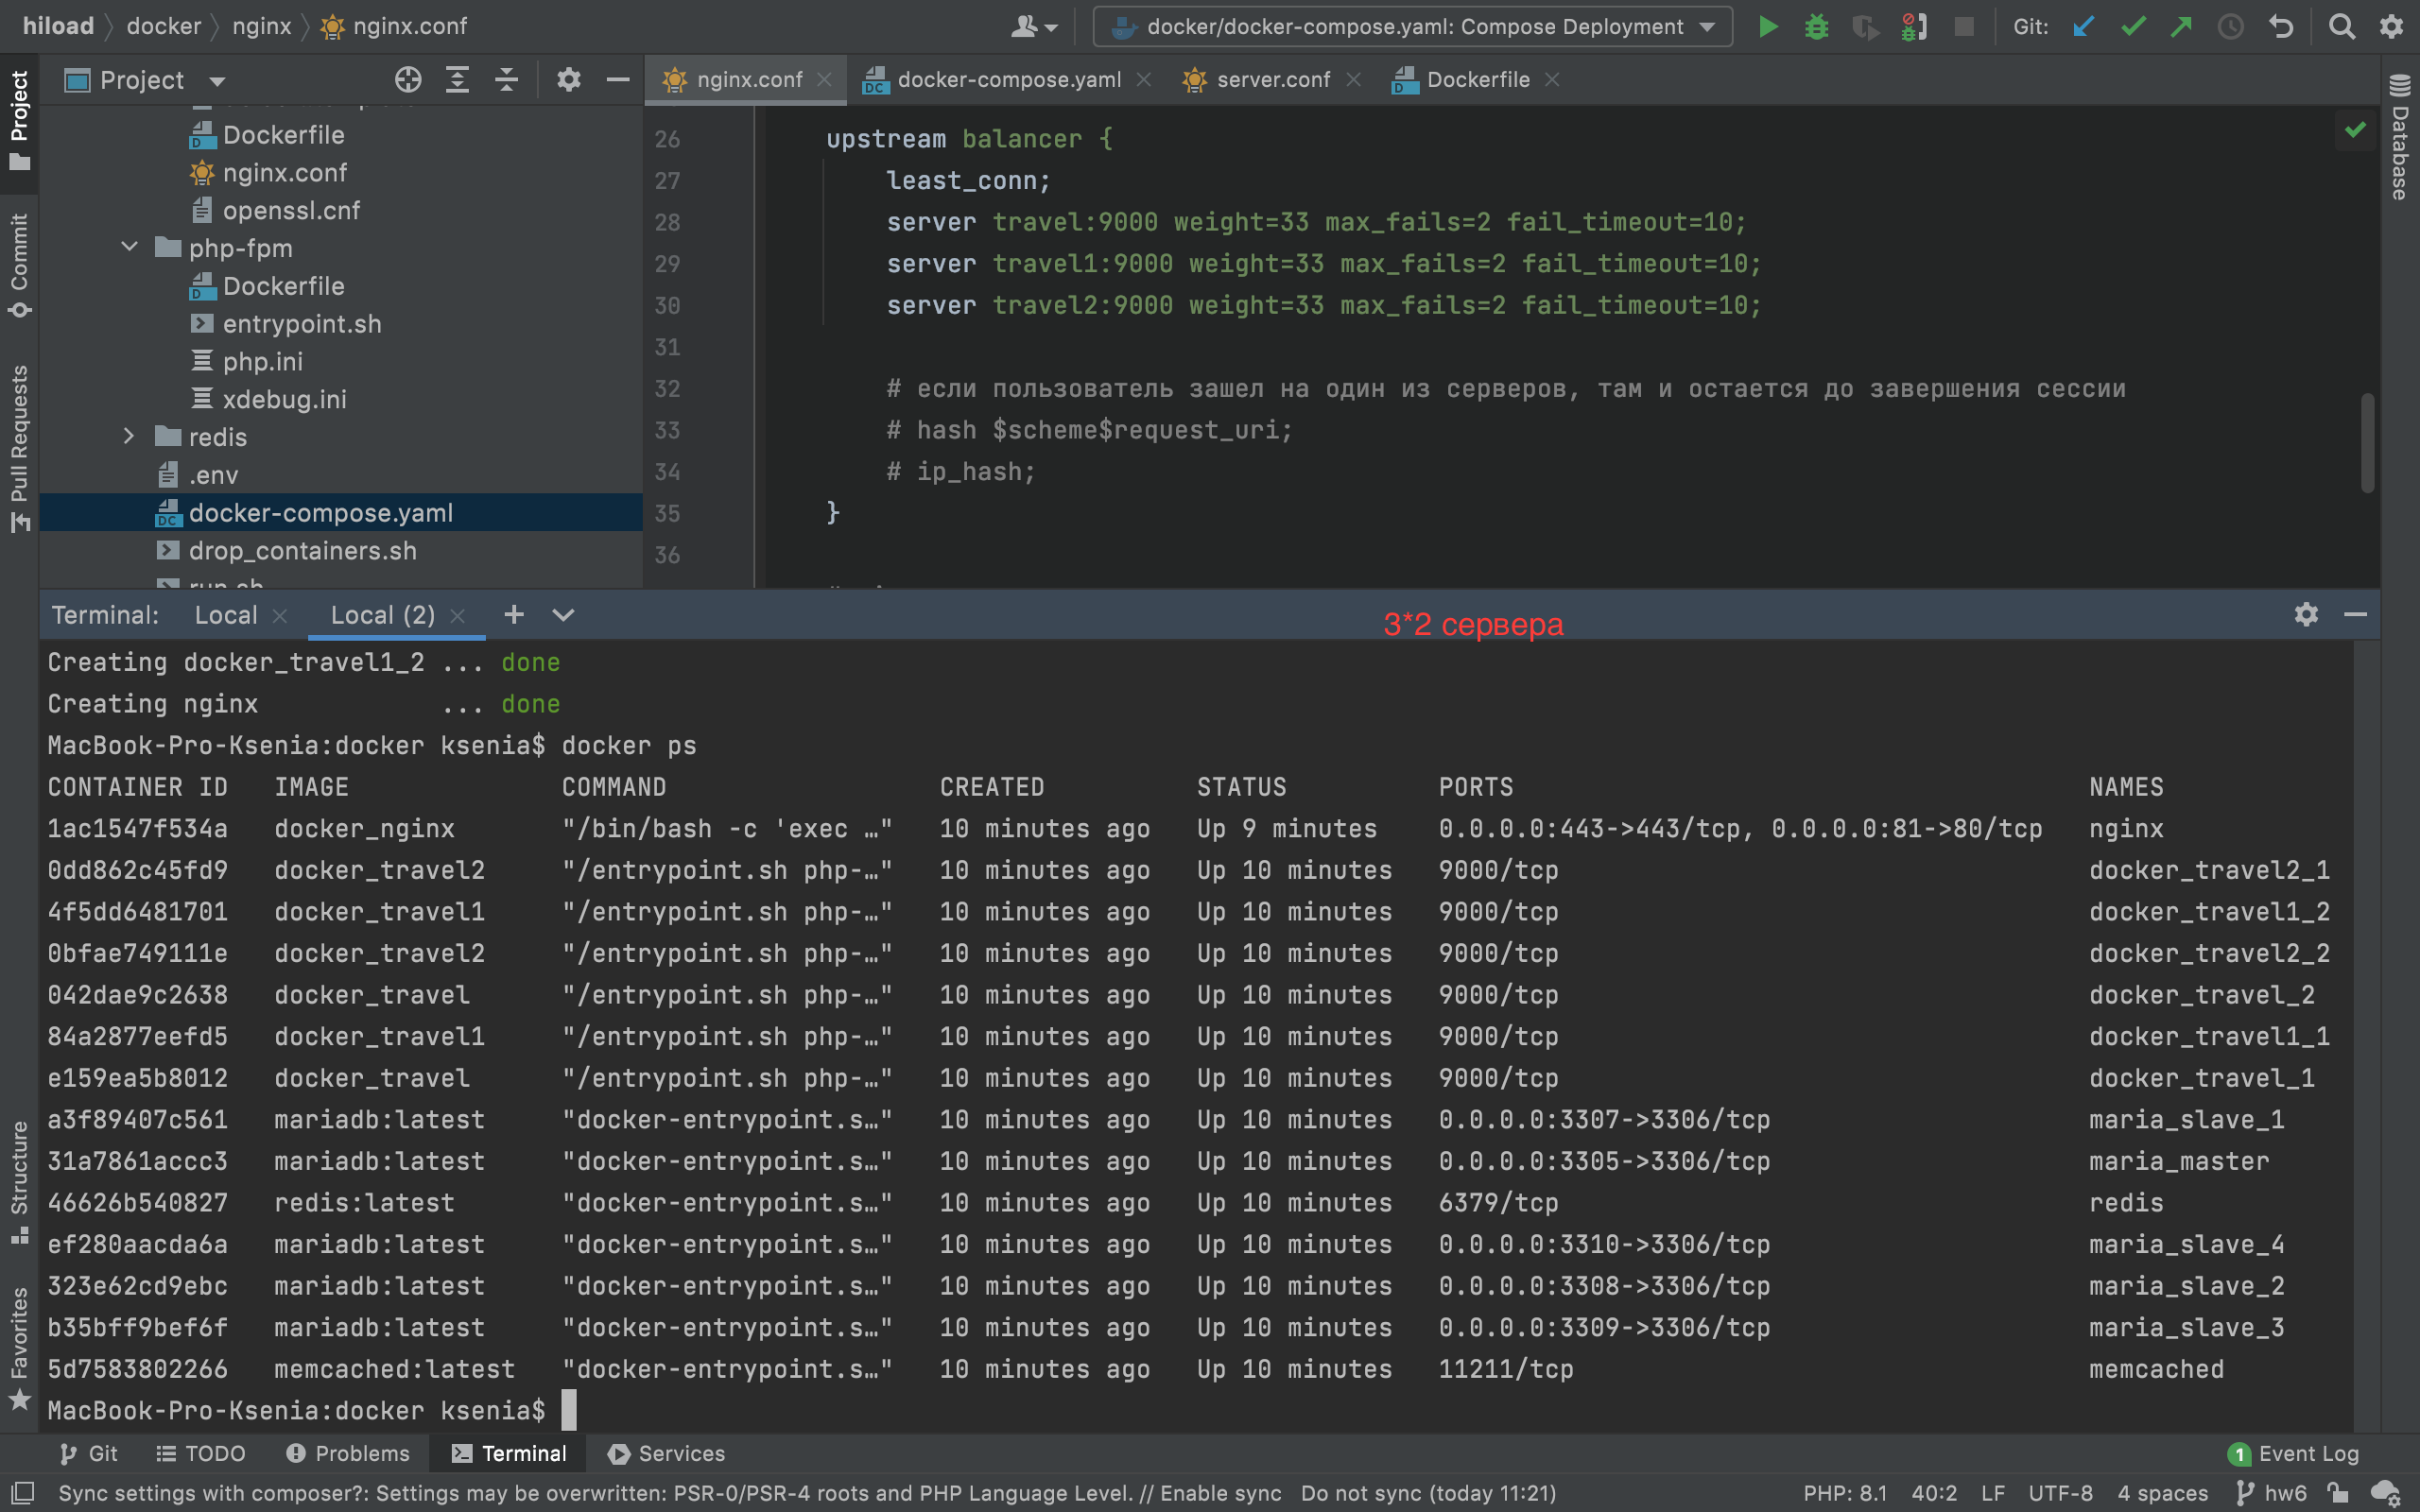 hiload docker nginx nginx.conf docker/docker-compose.yaml: Compose Deployment Git:
Project
nginx.conf docker-compose.yaml server.conf Dockerfile
Project
Commit
Pull Requests
Structure
Favorites
Database
Dockerfile
nginx.conf
openssl.cnf
php-fpm
Dockerfile
entrypoint.sh
php.ini
xdebug.ini
redis
.env
docker-compose.yaml
drop_containers.sh
26 upstream balancer {
27 least_conn;
28 server travel:9000 weight=33 max_fails=2 fail_timeout=10;
29 server travel1:9000 weight=33 max_fails=2 fail_timeout=10;
30 server travel2:9000 weight=33 max_fails=2 fail_timeout=10;
31
32 # если пользователь зашел на один из серверов, там и остается до завершения сессии
33 # hash $scheme$request_uri;
34 # ip_hash;
35 }
36
Terminal: Local Local (2)
3*2 сервера
Creating docker_travel1_2 ... done
Creating nginx ... done
MacBook-Pro-Ksenia:docker ksenia$ docker ps
CONTAINER ID IMAGE COMMAND CREATED STATUS PORTS NAMES
1ac1547f534a docker_nginx "/bin/bash -c 'exec …" 10 minutes ago Up 9 minutes 0.0.0.0:443->443/tcp, 0.0.0.0:81->80/tcp nginx
0dd862c45fd9 docker_travel2 "/entrypoint.sh php-…" 10 minutes ago Up 10 minutes 9000/tcp docker_travel2_1
4f5dd6481701 docker_travel1 "/entrypoint.sh php-…" 10 minutes ago Up 10 minutes 9000/tcp docker_travel1_2
0bfae749111e docker_travel2 "/entrypoint.sh php-…" 10 minutes ago Up 10 minutes 9000/tcp docker_travel2_2
042dae9c2638 docker_travel "/entrypoint.sh php-…" 10 minutes ago Up 10 minutes 9000/tcp docker_travel_2
84a2877eefd5 docker_travel1 "/entrypoint.sh php-…" 10 minutes ago Up 10 minutes 9000/tcp docker_travel1_1
e159ea5b8012 docker_travel "/entrypoint.sh php-…" 10 minutes ago Up 10 minutes 9000/tcp docker_travel_1
a3f89407c561 mariadb:latest "docker-entrypoint.s…" 10 minutes ago Up 10 minutes 0.0.0.0:3307->3306/tcp maria_slave_1
31a7861accc3 mariadb:latest "docker-entrypoint.s…" 10 minutes ago Up 10 minutes 0.0.0.0:3305->3306/tcp maria_master
46626b540827 redis:latest "docker-entrypoint.s…" 10 minutes ago Up 10 minutes 6379/tcp redis
ef280aacda6a mariadb:latest "docker-entrypoint.s…" 10 minutes ago Up 10 minutes 0.0.0.0:3310->3306/tcp maria_slave_4
323e62cd9ebc mariadb:latest "docker-entrypoint.s…" 10 minutes ago Up 10 minutes 0.0.0.0:3308->3306/tcp maria_slave_2
b35bff9bef6f mariadb:latest "docker-entrypoint.s…" 10 minutes ago Up 10 minutes 0.0.0.0:3309->3306/tcp maria_slave_3
5d7583802266 memcached:latest "docker-entrypoint.s…" 10 minutes ago Up 10 minutes 11211/tcp memcached
MacBook-Pro-Ksenia:docker ksenia$
Git TODO Problems Terminal Services 1 Event Log
Sync settings with composer?: Settings may be overwritten: PSR-0/PSR-4 roots and PHP Language Level. // Enable sync Do not sync (today 11:21) PHP: 8.1 40:2 LF UTF-8 4 spaces hw6